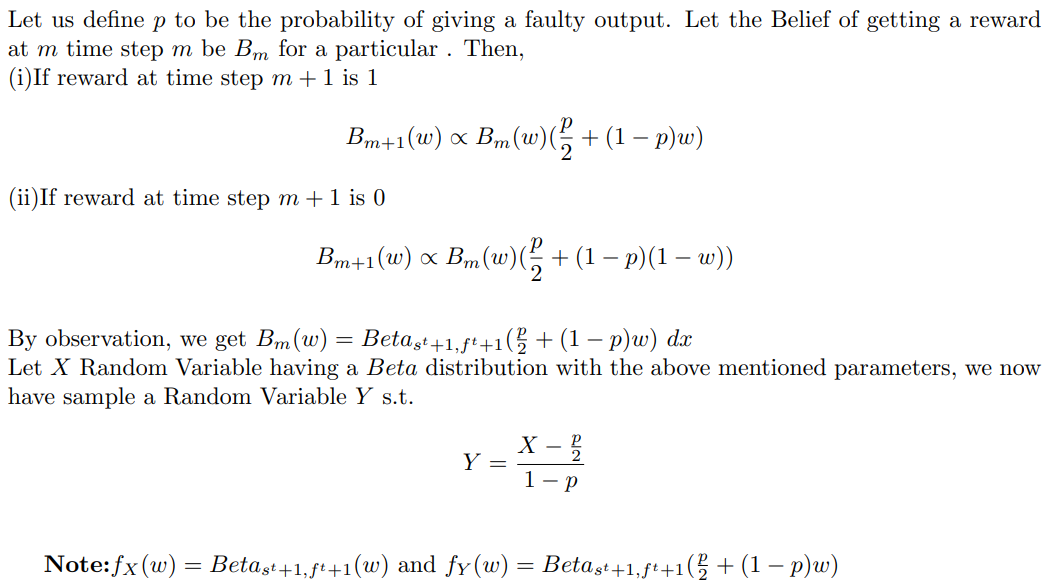 Let us define p to be the probability of giving a faulty output. Let the Belief of getting a reward
at m time step m be B_m for a particular . Then,
(i)If reward at time step m + 1 is 1
B_{m+1}(w) ∝ B_m(w)(\frac{p}{2} + (1 − p)w)
(ii)If reward at time step m + 1 is 0
B_{m+1}(w) ∝ B_m(w)(\frac{p}{2} + (1 − p)(1 − w))
By observation, we get B_m(w) = Beta_{s^t+1,f^t+1}(\frac{p}{2} + (1 − p)w) dx
Let X Random Variable having a Beta distribution with the above mentioned parameters, we now
have sample a Random Variable Y s.t.
Y = \frac{X − \frac{p}{2}}{1 − p}
Note:f_X(w) = Beta_{s^t+1,f^t+1}(w) and f_Y(w) = Beta_{s^t+1,f^t+1}(\frac{p}{2} + (1 − p)w)